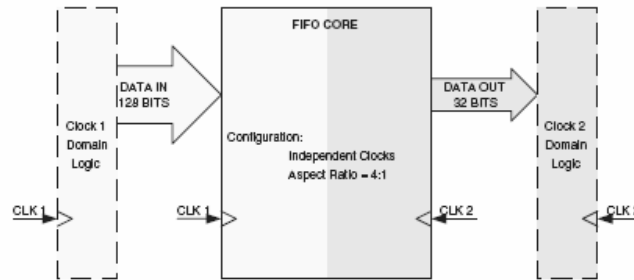 FIFO CORE
DATA IN
128 BITS
DATA OUT
32 BITS
Clock 1
Domain
Logic
Configuration:
Independent Clocks
Aspect Ratio = 4:1
Clock 2
Domain
Logic
CLK 1
CLK 1
CLK 2
CLK